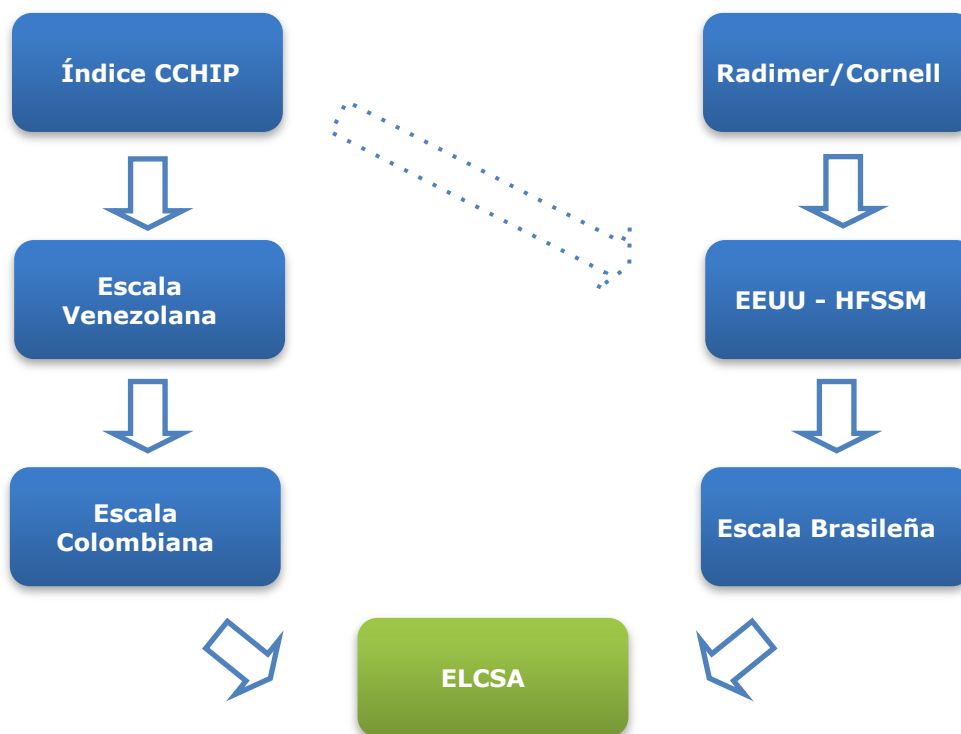 Índice CCHIP
Radimer/Cornell
Escala
Venezolana
EEUU - HFSSM
Escala
Colombiana
Escala Brasileña
ELCSA